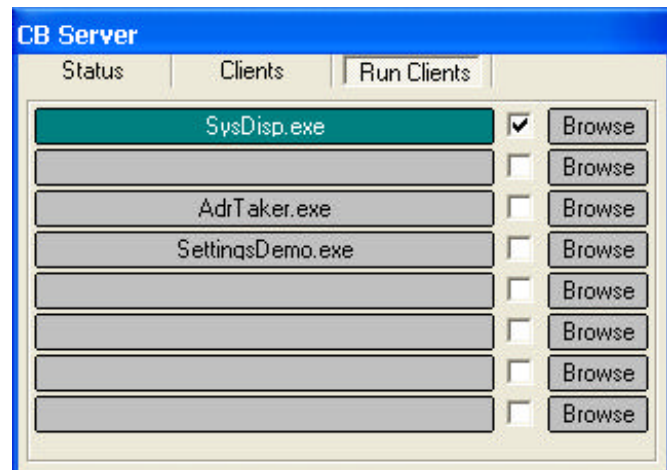 CB Server
Status Clients Run Clients
SysDisp.exe Browse
Browse
AdrTaker.exe Browse
SettingsDemo.exe Browse
Browse
Browse
Browse
Browse